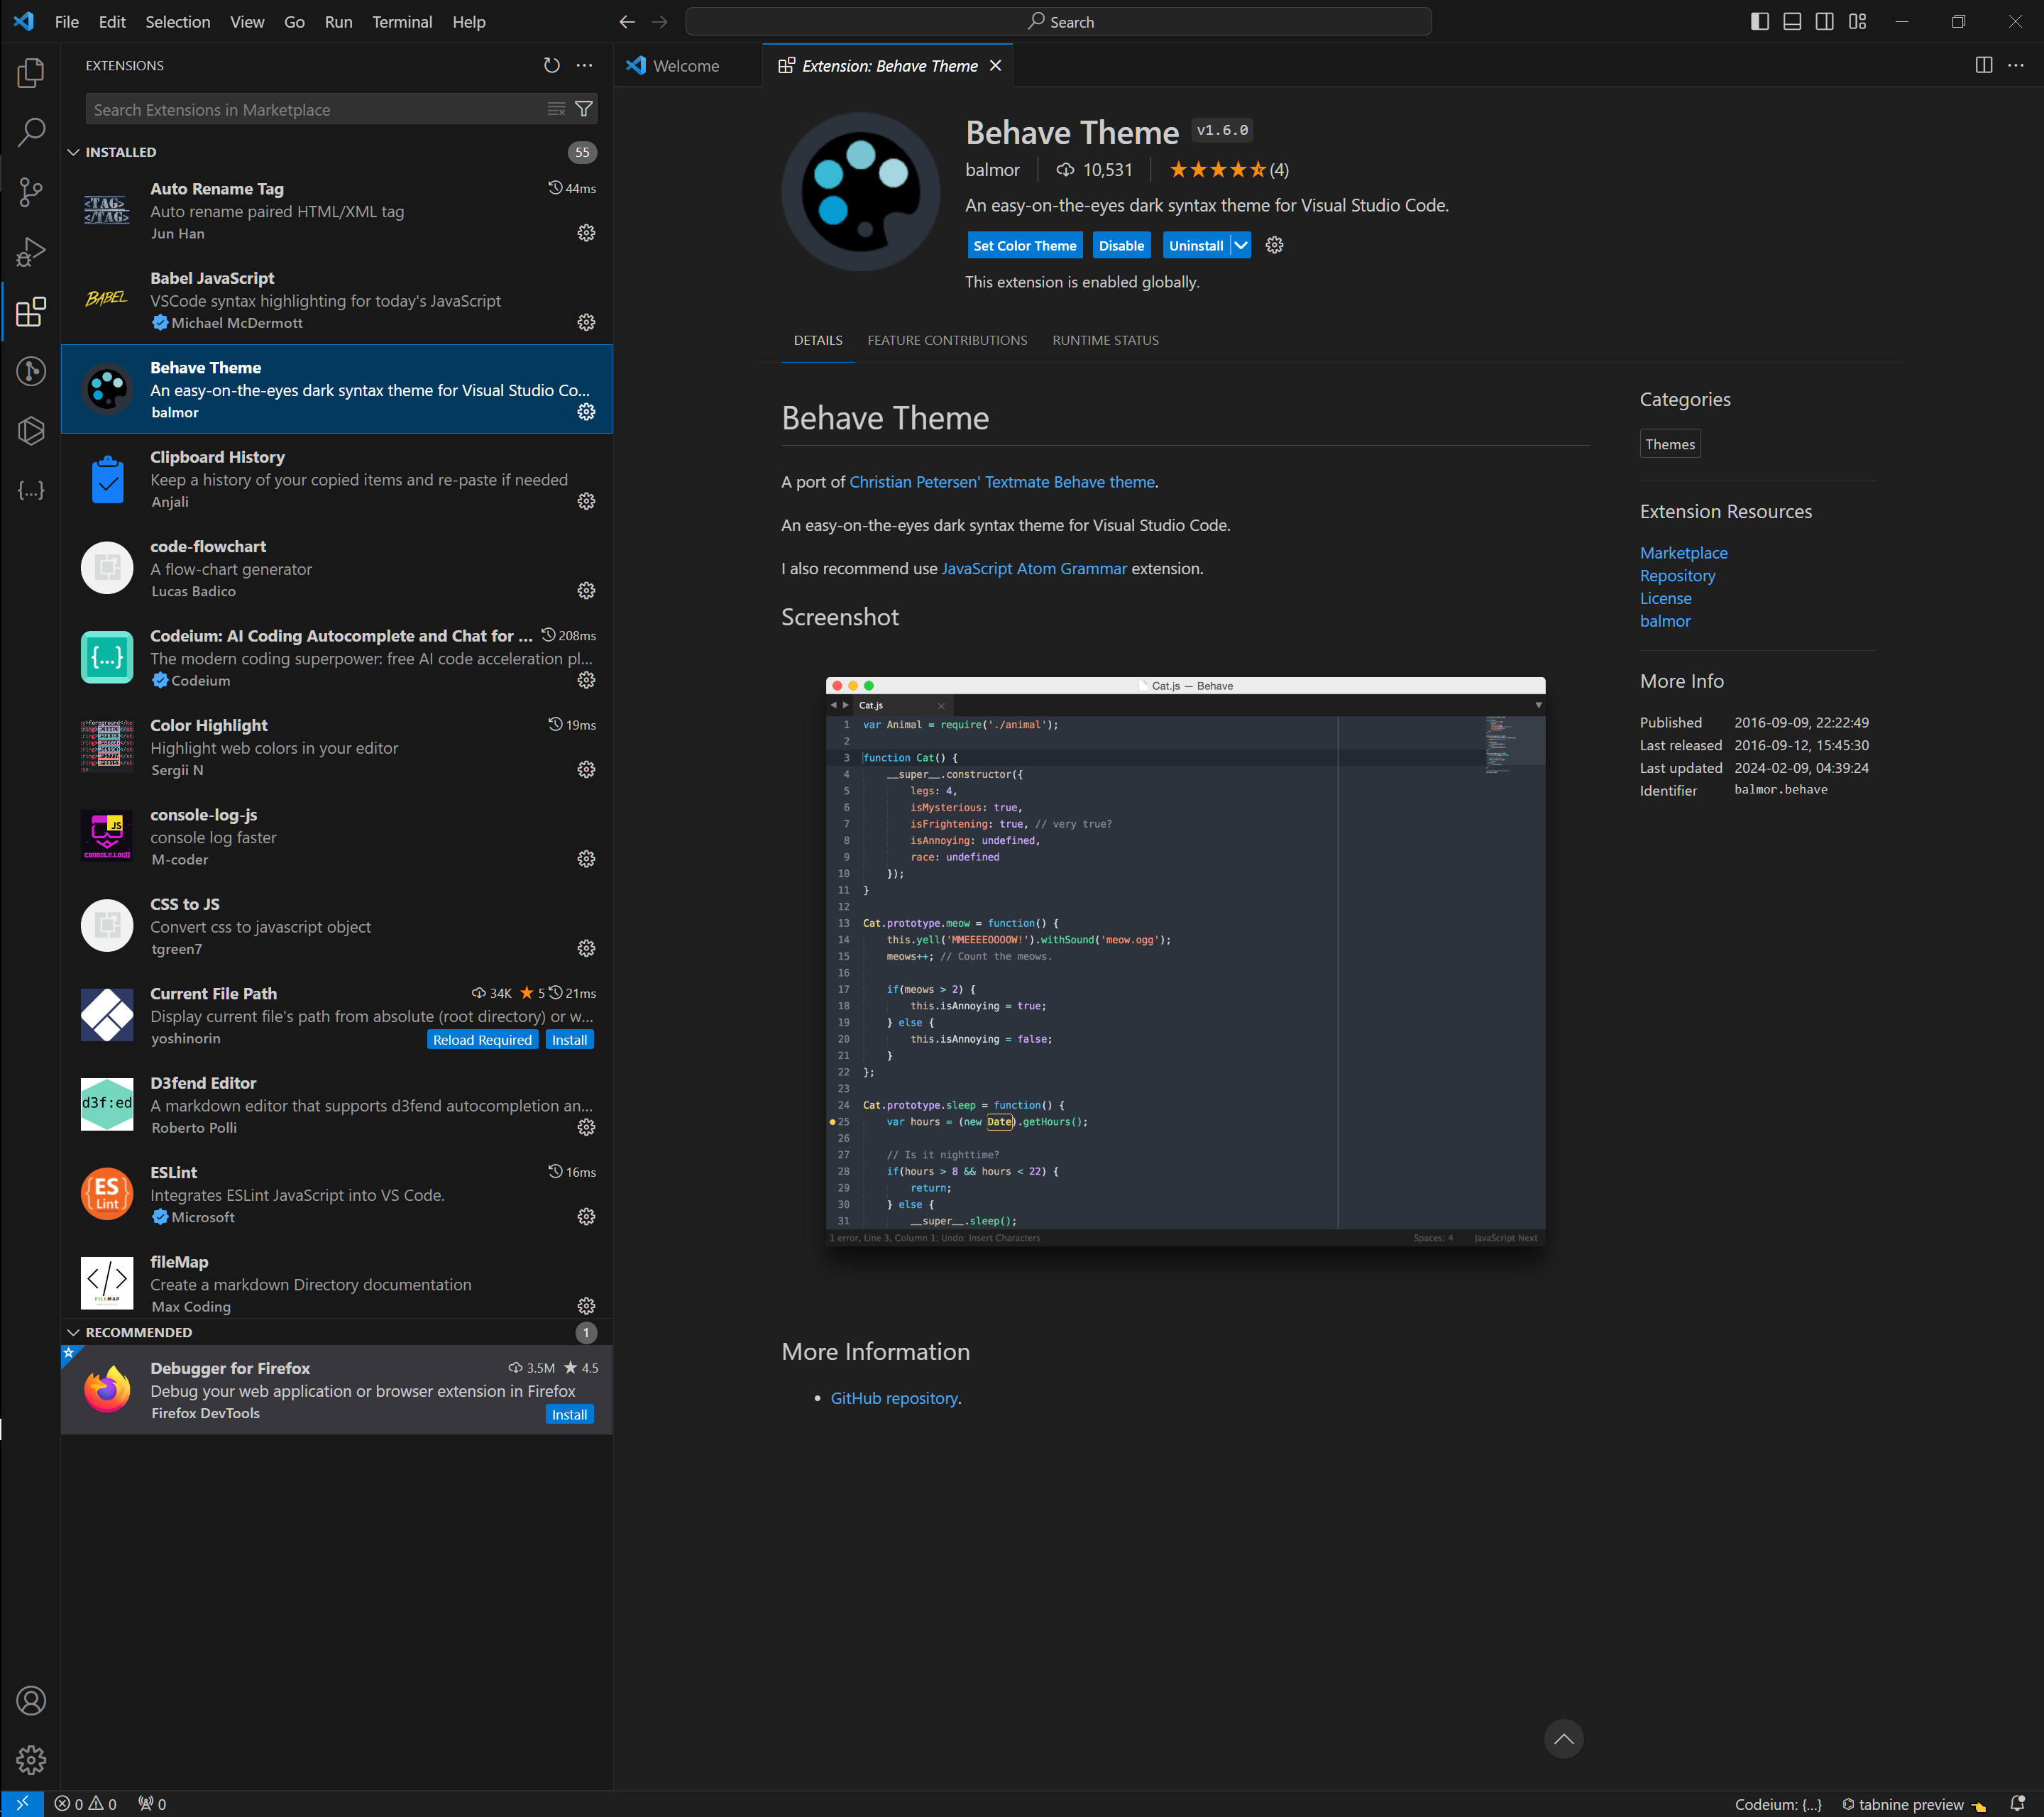 File Edit Selection View Go Run Terminal Help
Search
EXTENSIONS
Search Extensions in Marketplace
INSTALLED 55
<TAG>
</TAG>
Auto Rename Tag 44ms
Auto rename paired HTML/XML tag
Jun Han
BABEL
Babel JavaScript
VSCode syntax highlighting for today's JavaScript
Michael McDermott
Behave Theme
An easy-on-the-eyes dark syntax theme for Visual Studio Co...
balmor
Clipboard History
Keep a history of your copied items and re-paste if needed
Anjali
code-flowchart
A flow-chart generator
Lucas Badico
{...}
Codeium: AI Coding Autocomplete and Chat for ... 208ms
The modern coding superpower: free AI code acceleration pl...
Codeium
Color Highlight 19ms
Highlight web colors in your editor
Sergii N
JS
console-log-js
console log faster
M-coder
CSS to JS
Convert css to javascript object
tgreen7
Current File Path 34K 5 21ms
Display current file's path from absolute (root directory) or w...
yoshinorin
Reload Required Install
d3f:ed
D3fend Editor
A markdown editor that supports d3fend autocompletion an...
Roberto Polli
{ES
Lint}
ESLint 16ms
Integrates ESLint JavaScript into VS Code.
Microsoft
</>
FILEMAP
fileMap
Create a markdown Directory documentation
Max Coding
RECOMMENDED 1
Debugger for Firefox 3.5M 4.5
Debug your web application or browser extension in Firefox
Firefox DevTools
Install
Welcome
Extension: Behave Theme
Behave Theme v1.6.0
balmor 10,531 (4)
An easy-on-the-eyes dark syntax theme for Visual Studio Code.
Set Color Theme Disable Uninstall
This extension is enabled globally.
DETAILS FEATURE CONTRIBUTIONS RUNTIME STATUS
Behave Theme
A port of Christian Petersen' Textmate Behave theme.
An easy-on-the-eyes dark syntax theme for Visual Studio Code.
I also recommend use JavaScript Atom Grammar extension.
Screenshot
Cat.js — Behave
Cat.js
1 var Animal = require('./animal');
2
3 function Cat() {
4 __super__.constructor({
5 legs: 4,
6 isMysterious: true,
7 isFrightening: true, // very true?
8 isAnnoying: undefined,
9 race: undefined
10 });
11 }
12
13 Cat.prototype.meow = function() {
14 this.yell('MMEEEEOOOOW!').withSound('meow.ogg');
15 meows++; // Count the meows.
16
17 if(meows > 2) {
18 this.isAnnoying = true;
19 } else {
20 this.isAnnoying = false;
21 }
22 };
23
24 Cat.prototype.sleep = function() {
25 var hours = (new Date).getHours();
26
27 // Is it nighttime?
28 if(hours > 8 && hours < 22) {
29 return;
30 } else {
31 __super__.sleep();
1 error, Line 3, Column 1; Undo: Insert Characters Spaces: 4 JavaScript Next
More Information
GitHub repository.
Categories
Themes
Extension Resources
Marketplace
Repository
License
balmor
More Info
Published 2016-09-09, 22:22:49
Last released 2016-09-12, 15:45:30
Last updated 2024-02-09, 04:39:24
Identifier balmor.behave
0 0 0
Codeium: {...} tabnine preview